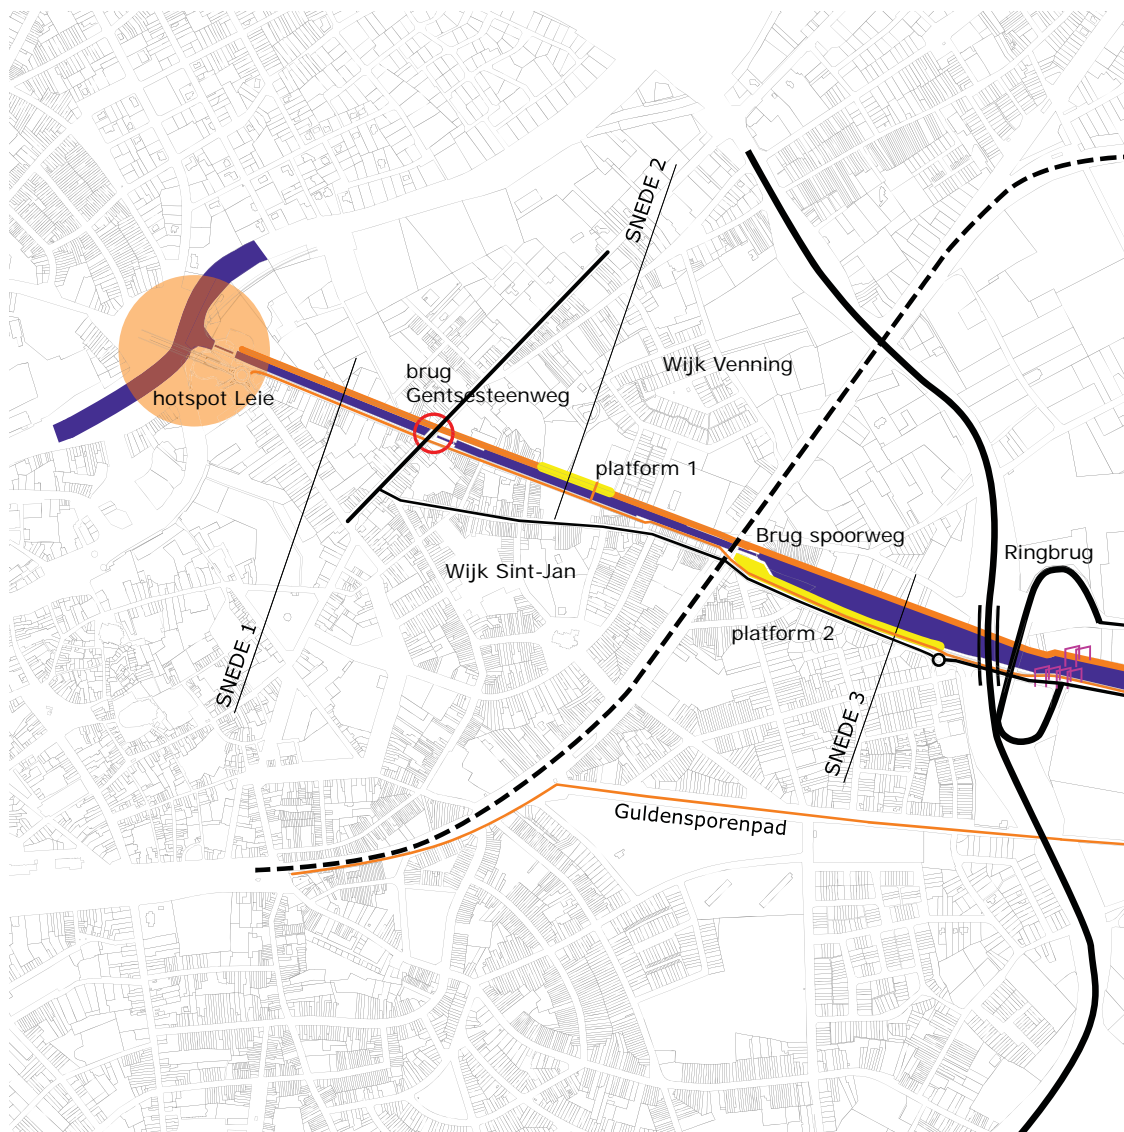 SNEDE 2
Wijk Venning
brug
Gentsesteenweg
hotspot Leie
platform 1
Brug spoorweg
Ringbrug
Wijk Sint-Jan
platform 2
SNEDE 1
SNEDE 3
Guldensporenpad